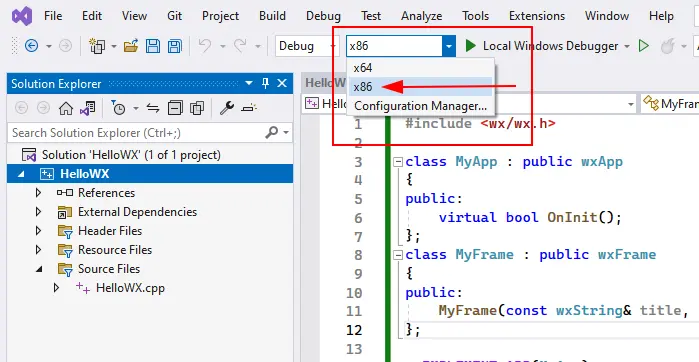 File Edit View Git Project Build Debug Test Analyze Tools Extensions Window
Debug x86 Local Windows Debugger
x64
x86
Configuration Manager...
Solution Explorer
Search Solution Explorer (Ctrl+;)
Solution 'HelloWX' (1 of 1 project)
HelloWX
References
External Dependencies
Header Files
Resource Files
Source Files
HelloWX.cpp
HelloW
Hello
MyFram
1 #include <wx/wx.h>
2
3 class MyApp : public wxApp
4 {
5 public:
6 virtual bool OnInit();
7 };
8 class MyFrame : public wxFrame
9 {
10 public:
11 MyFrame(const wxString& title,
12 };
13